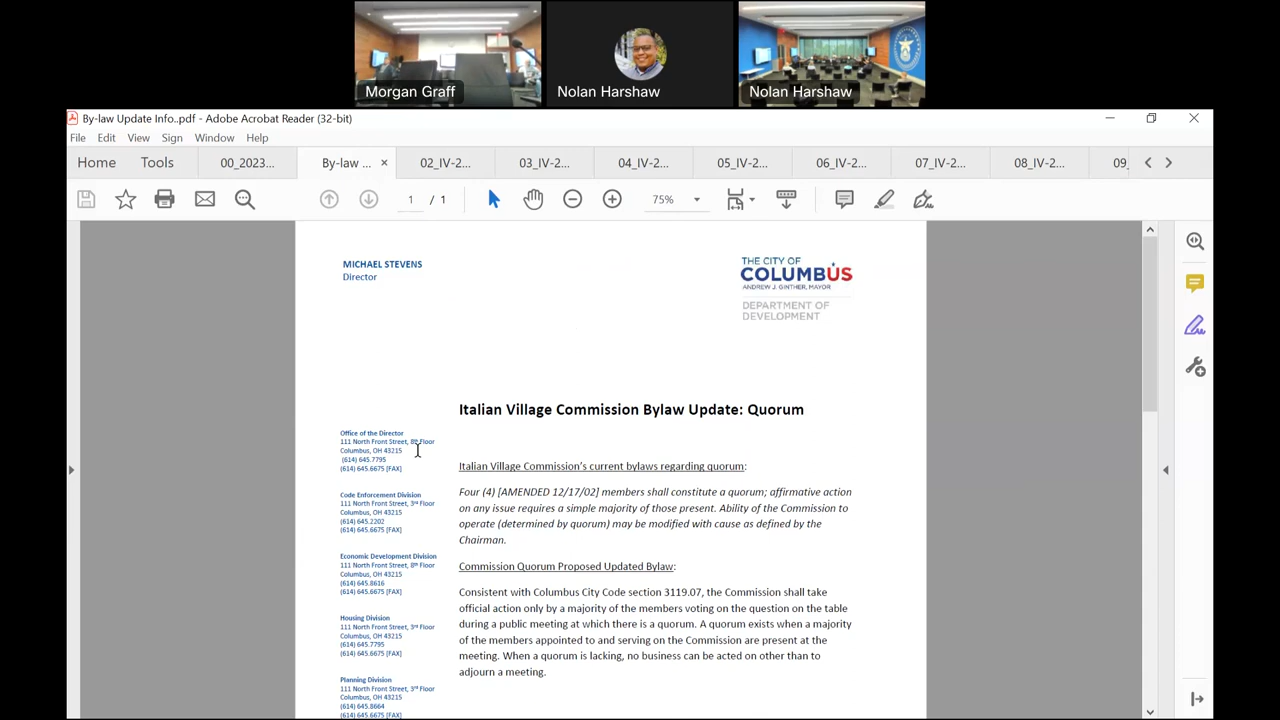 Morgan Graff
Nolan Harshaw
Nolan Harshaw
By-law Update Info..pdf - Adobe Acrobat Reader (32-bit)
File Edit View Sign Window Help
Home Tools 00_2023... By-law ... × 02_IV-2... 03_IV-2... 04_IV-2... 05_IV-2... 06_IV-2... 07_IV-2... 08_IV-2... 09_
1 / 1 75%
MICHAEL STEVENS
Director
THE CITY OF
COLUMBUS
ANDREW J. GINTHER, MAYOR
DEPARTMENT OF
DEVELOPMENT
Italian Village Commission Bylaw Update: Quorum
Office of the Director
111 North Front Street, 8th Floor
Columbus, OH 43215
(614) 645.7795
(614) 645.6675 [FAX]
Code Enforcement Division
111 North Front Street, 3rd Floor
Columbus, OH 43215
(614) 645.2202
(614) 645.6675 [FAX]
Economic Development Division
111 North Front Street, 8th Floor
Columbus, OH 43215
(614) 645.8616
(614) 645.6675 [FAX]
Housing Division
111 North Front Street, 3rd Floor
Columbus, OH 43215
(614) 645.7795
(614) 645.6675 [FAX]
Planning Division
111 North Front Street, 3rd Floor
Columbus, OH 43215
(614) 645.8664
(614) 645.6675 [FAX]
Italian Village Commission's current bylaws regarding quorum:
Four (4) [AMENDED 12/17/02] members shall constitute a quorum; affirmative action
on any issue requires a simple majority of those present. Ability of the Commission to
operate (determined by quorum) may be modified with cause as defined by the
Chairman.
Commission Quorum Proposed Updated Bylaw:
Consistent with Columbus City Code section 3119.07, the Commission shall take
official action only by a majority of the members voting on the question on the table
during a public meeting at which there is a quorum. A quorum exists when a majority
of the members appointed to and serving on the Commission are present at the
meeting. When a quorum is lacking, no business can be acted on other than to
adjourn a meeting.